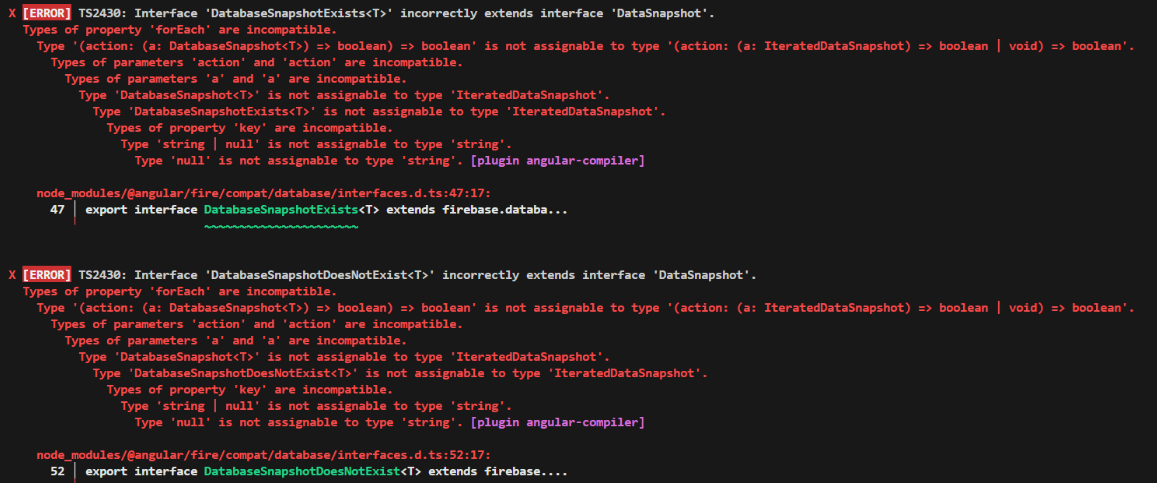 X [ERROR] TS2430: Interface 'DatabaseSnapshotExists<T>' incorrectly extends interface 'DataSnapshot'.
Types of property 'forEach' are incompatible.
Type '(action: (a: DatabaseSnapshot<T>) => boolean) => boolean' is not assignable to type '(action: (a: IteratedDataSnapshot) => boolean | void) => boolean'.
Types of parameters 'action' and 'action' are incompatible.
Types of parameters 'a' and 'a' are incompatible.
Type 'DatabaseSnapshot<T>' is not assignable to type 'IteratedDataSnapshot'.
Type 'DatabaseSnapshotExists<T>' is not assignable to type 'IteratedDataSnapshot'.
Types of property 'key' are incompatible.
Type 'string | null' is not assignable to type 'string'.
Type 'null' is not assignable to type 'string'. [plugin angular-compiler]
node_modules/@angular/fire/compat/database/interfaces.d.ts:47:17:
47 │ export interface DatabaseSnapshotExists<T> extends firebase.databa...
~~~~~~~~~~~~~~~~~~~~~~
X [ERROR] TS2430: Interface 'DatabaseSnapshotDoesNotExist<T>' incorrectly extends interface 'DataSnapshot'.
Types of property 'forEach' are incompatible.
Type '(action: (a: DatabaseSnapshot<T>) => boolean) => boolean' is not assignable to type '(action: (a: IteratedDataSnapshot) => boolean | void) => boolean'.
Types of parameters 'action' and 'action' are incompatible.
Types of parameters 'a' and 'a' are incompatible.
Type 'DatabaseSnapshot<T>' is not assignable to type 'IteratedDataSnapshot'.
Type 'DatabaseSnapshotDoesNotExist<T>' is not assignable to type 'IteratedDataSnapshot'.
Types of property 'key' are incompatible.
Type 'string | null' is not assignable to type 'string'.
Type 'null' is not assignable to type 'string'. [plugin angular-compiler]
node_modules/@angular/fire/compat/database/interfaces.d.ts:52:17:
52 │ export interface DatabaseSnapshotDoesNotExist<T> extends firebase....